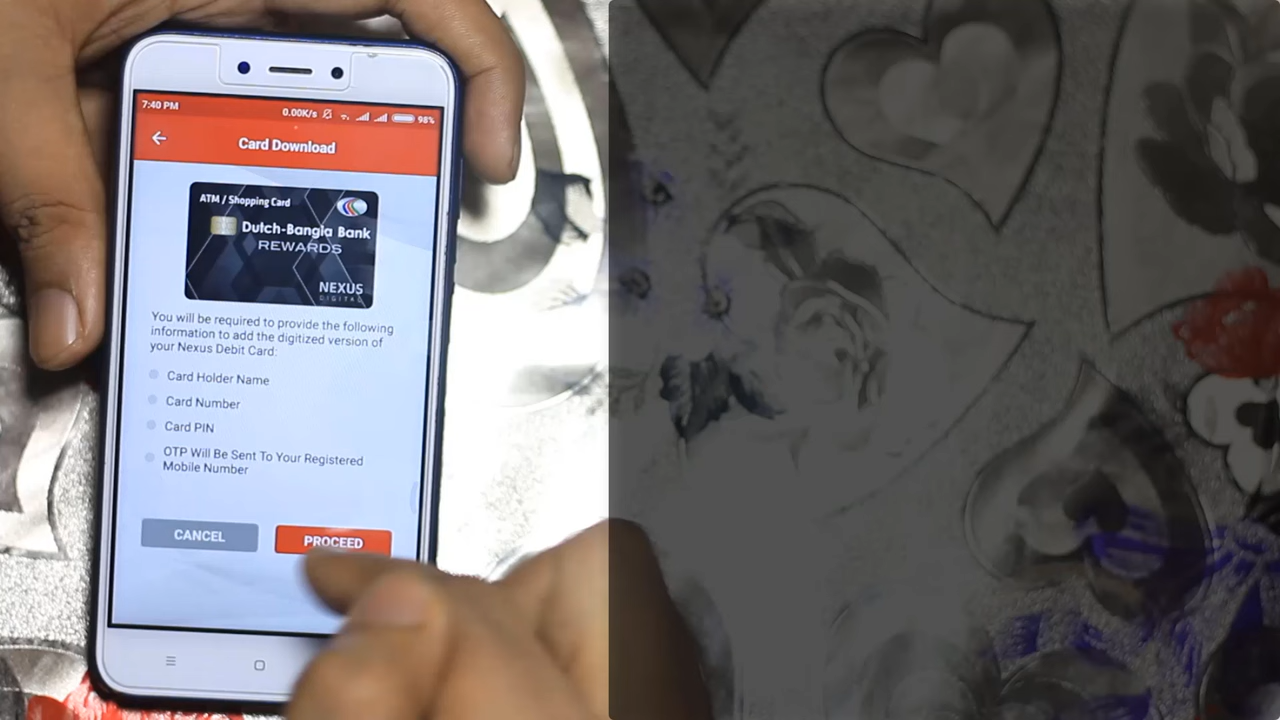 7:40 PM
0.00K/s
98%
Card Download
ATM / Shopping Card
Dutch-Bangla Bank
REWARDS
NEXUS
DIGITAL
You will be required to provide the following
information to add the digitized version of
your Nexus Debit Card:
Card Holder Name
Card Number
Card PIN
OTP Will Be Sent To Your Registered
Mobile Number
CANCEL
PROCEED